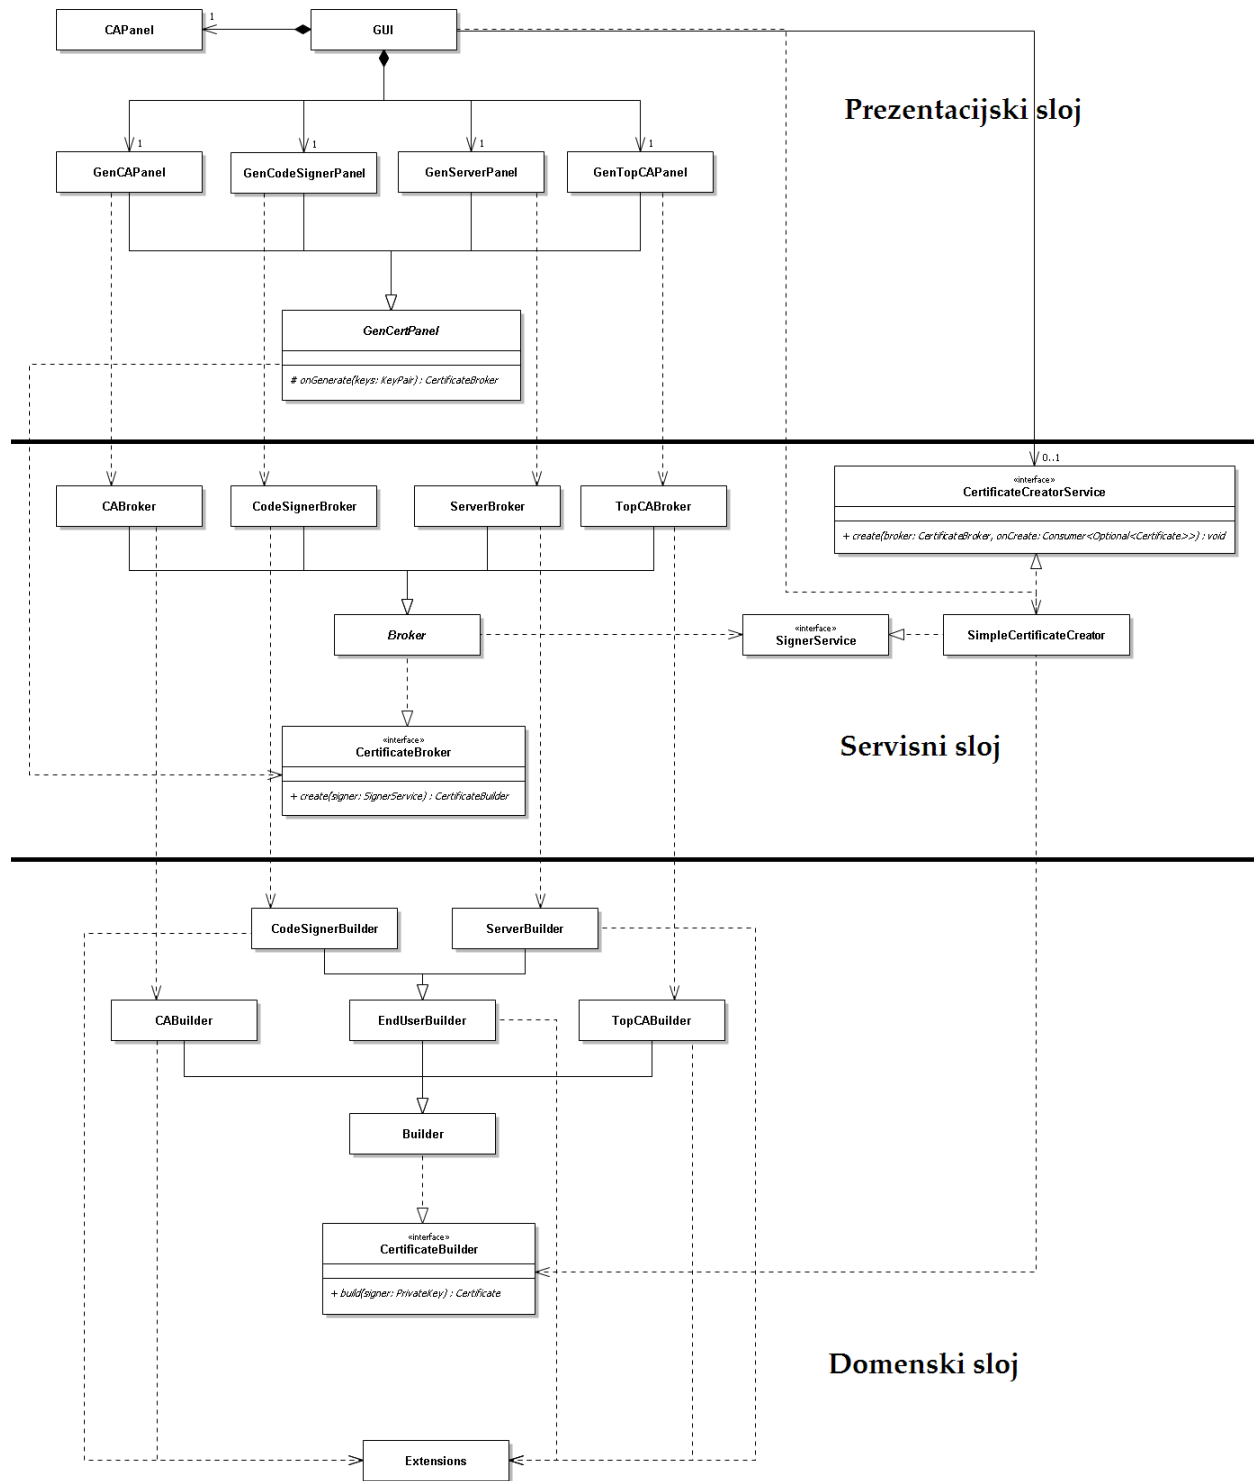 CAPanel
1
GUI
Prezentacijski sloj
1
1
1
1
GenCAPanel
GenCodeSignerPanel
GenServerPanel
GenTopCAPanel
GenCertPanel
# onGenerate(keys: KeyPair) : CertificateBroker
0..1
CABroker
CodeSignerBroker
ServerBroker
TopCABroker
«interface»
CertificateCreatorService
+ create(broker: CertificateBroker, onCreate: Consumer<Optional<Certificate>>) : void
Broker
«interface»
SignerService
SimpleCertificateCreator
«interface»
CertificateBroker
+ create(signer: SignerService) : CertificateBuilder
Servisni sloj
CodeSignerBuilder
ServerBuilder
CABuilder
EndUserBuilder
TopCABuilder
Builder
«interface»
CertificateBuilder
+ build(signer: PrivateKey) : Certificate
Domenski sloj
Extensions